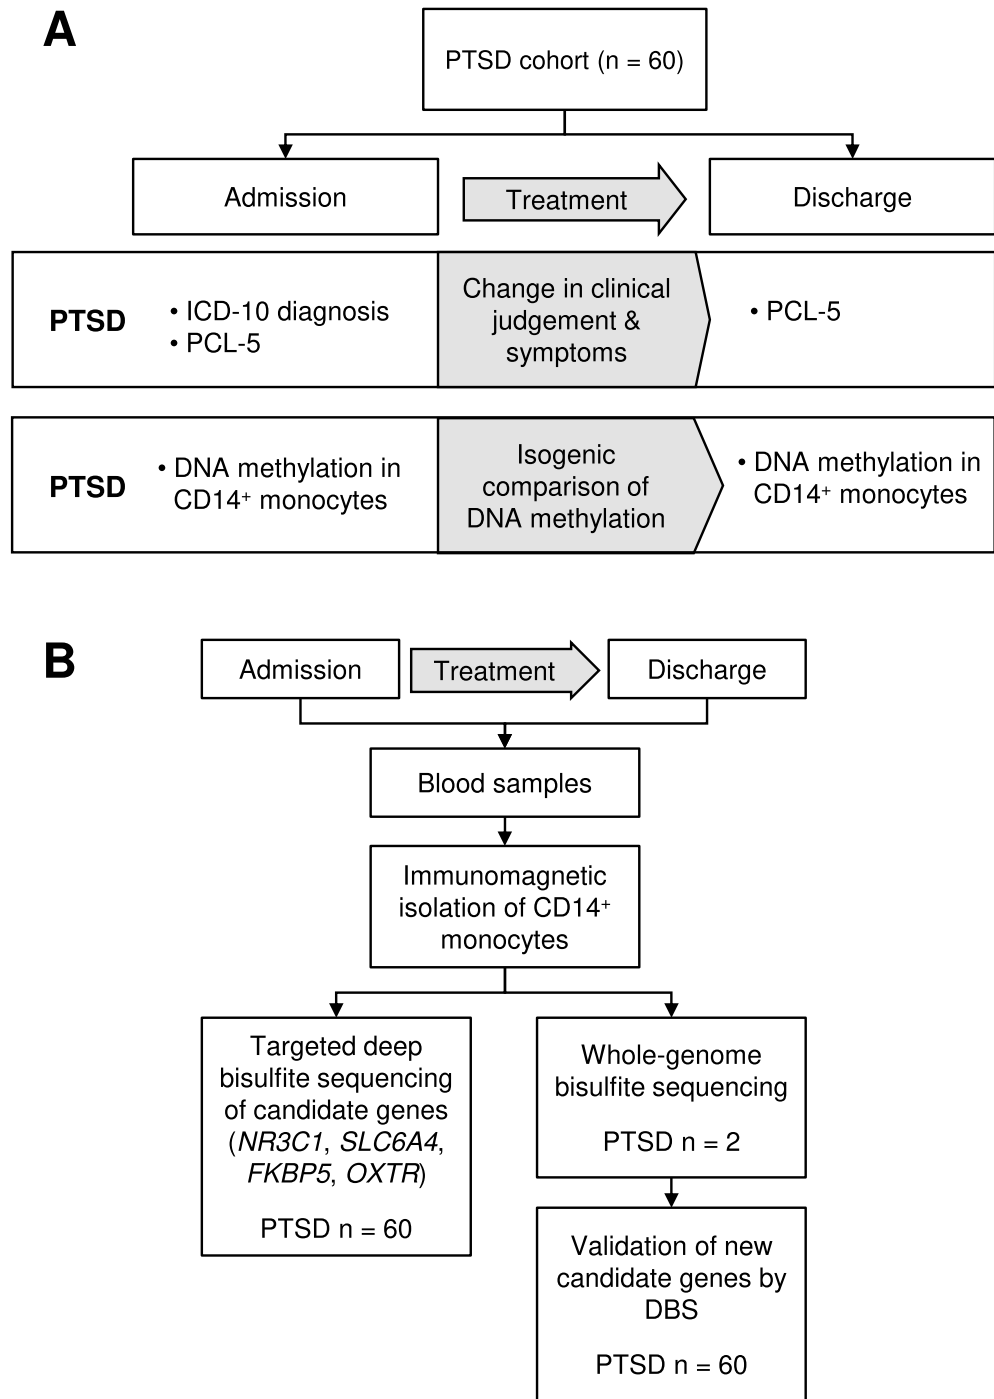 A
PTSD cohort (n = 60)
Admission
Treatment
Discharge
PTSD
• ICD-10 diagnosis
• PCL-5
Change in clinical
judgement &
symptoms
• PCL-5
PTSD
• DNA methylation in
CD14⁺ monocytes
Isogenic
comparison of
DNA methylation
• DNA methylation in
CD14⁺ monocytes
B
Admission
Treatment
Discharge
Blood samples
Immunomagnetic
isolation of CD14⁺
monocytes
Targeted deep
bisulfite sequencing
of candidate genes
(NR3C1, SLC6A4,
FKBP5, OXTR)
PTSD n = 60
Whole-genome
bisulfite sequencing
PTSD n = 2
Validation of new
candidate genes by
DBS
PTSD n = 60